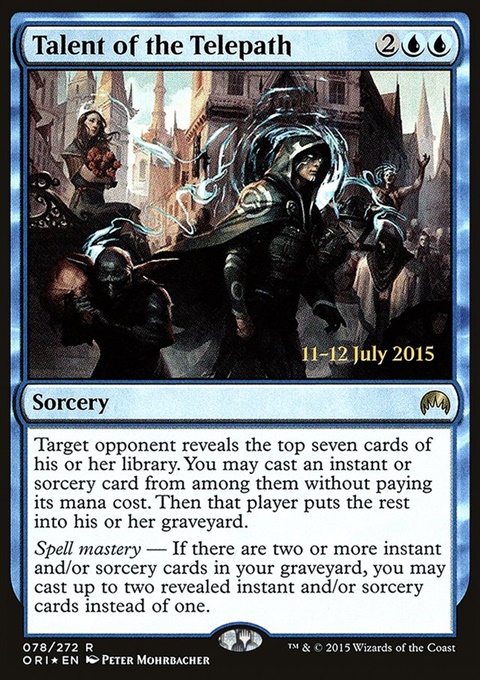 Talent of the Telepath 2
11–12 July 2015
Sorcery
Target opponent reveals the top seven cards of
his or her library. You may cast an instant or
sorcery card from among them without paying
its mana cost. Then that player puts the rest
into his or her graveyard.
Spell mastery — If there are two or more instant
and/or sorcery cards in your graveyard, you may
cast up to two revealed instant and/or sorcery
cards instead of one.
078/272 R
ORI★EN Peter Mohrbacher
™ & © 2015 Wizards of the Coast